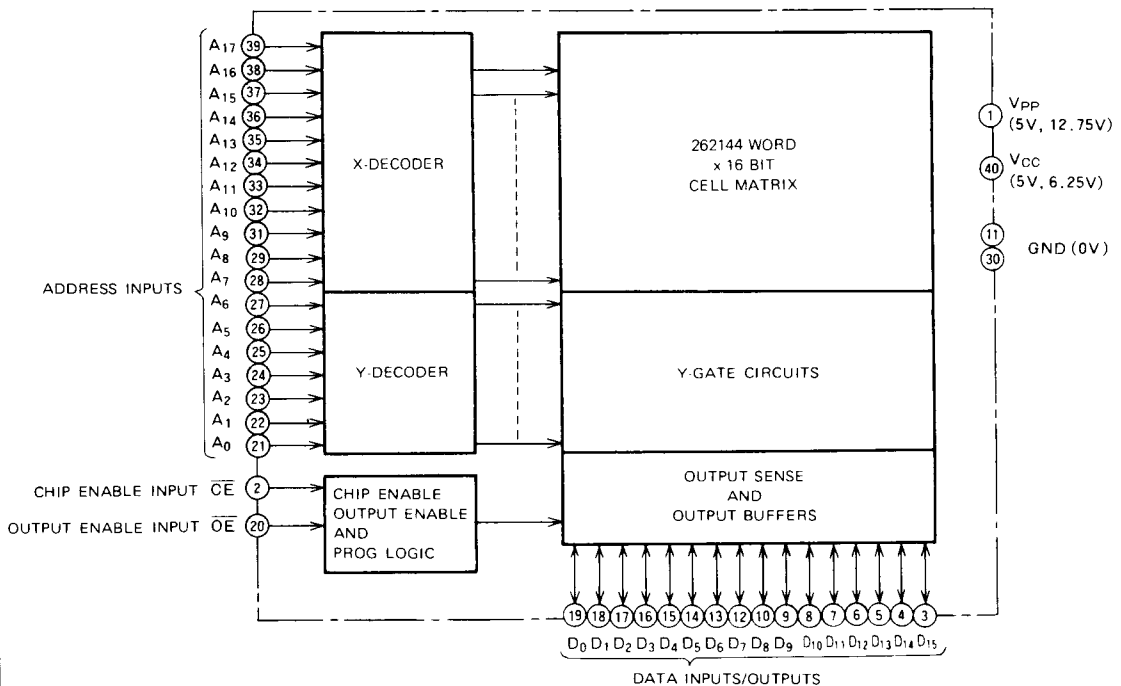 A17 39
A16 38
A15 37
A14 36
A13 35
A12 34
A11 33
A10 32
A9 31
A8 29
A7 28
A6 27
A5 26
A4 25
A3 24
A2 23
A1 22
A0 21
ADDRESS INPUTS
X-DECODER
Y-DECODER
262144 WORD
x 16 BIT
CELL MATRIX
Y-GATE CIRCUITS
OUTPUT SENSE
AND
OUTPUT BUFFERS
1 VPP
(5V, 12.75V)
40 VCC
(5V, 6.25V)
11
30
GND (0V)
CHIP ENABLE INPUT C̅E̅ 2
OUTPUT ENABLE INPUT O̅E̅ 20
CHIP ENABLE
OUTPUT ENABLE
AND
PROG LOGIC
19 18 17 16 15 14 13 12 10 9 8 7 6 5 4 3
D0 D1 D2 D3 D4 D5 D6 D7 D8 D9 D10 D11 D12 D13 D14 D15
DATA INPUTS/OUTPUTS